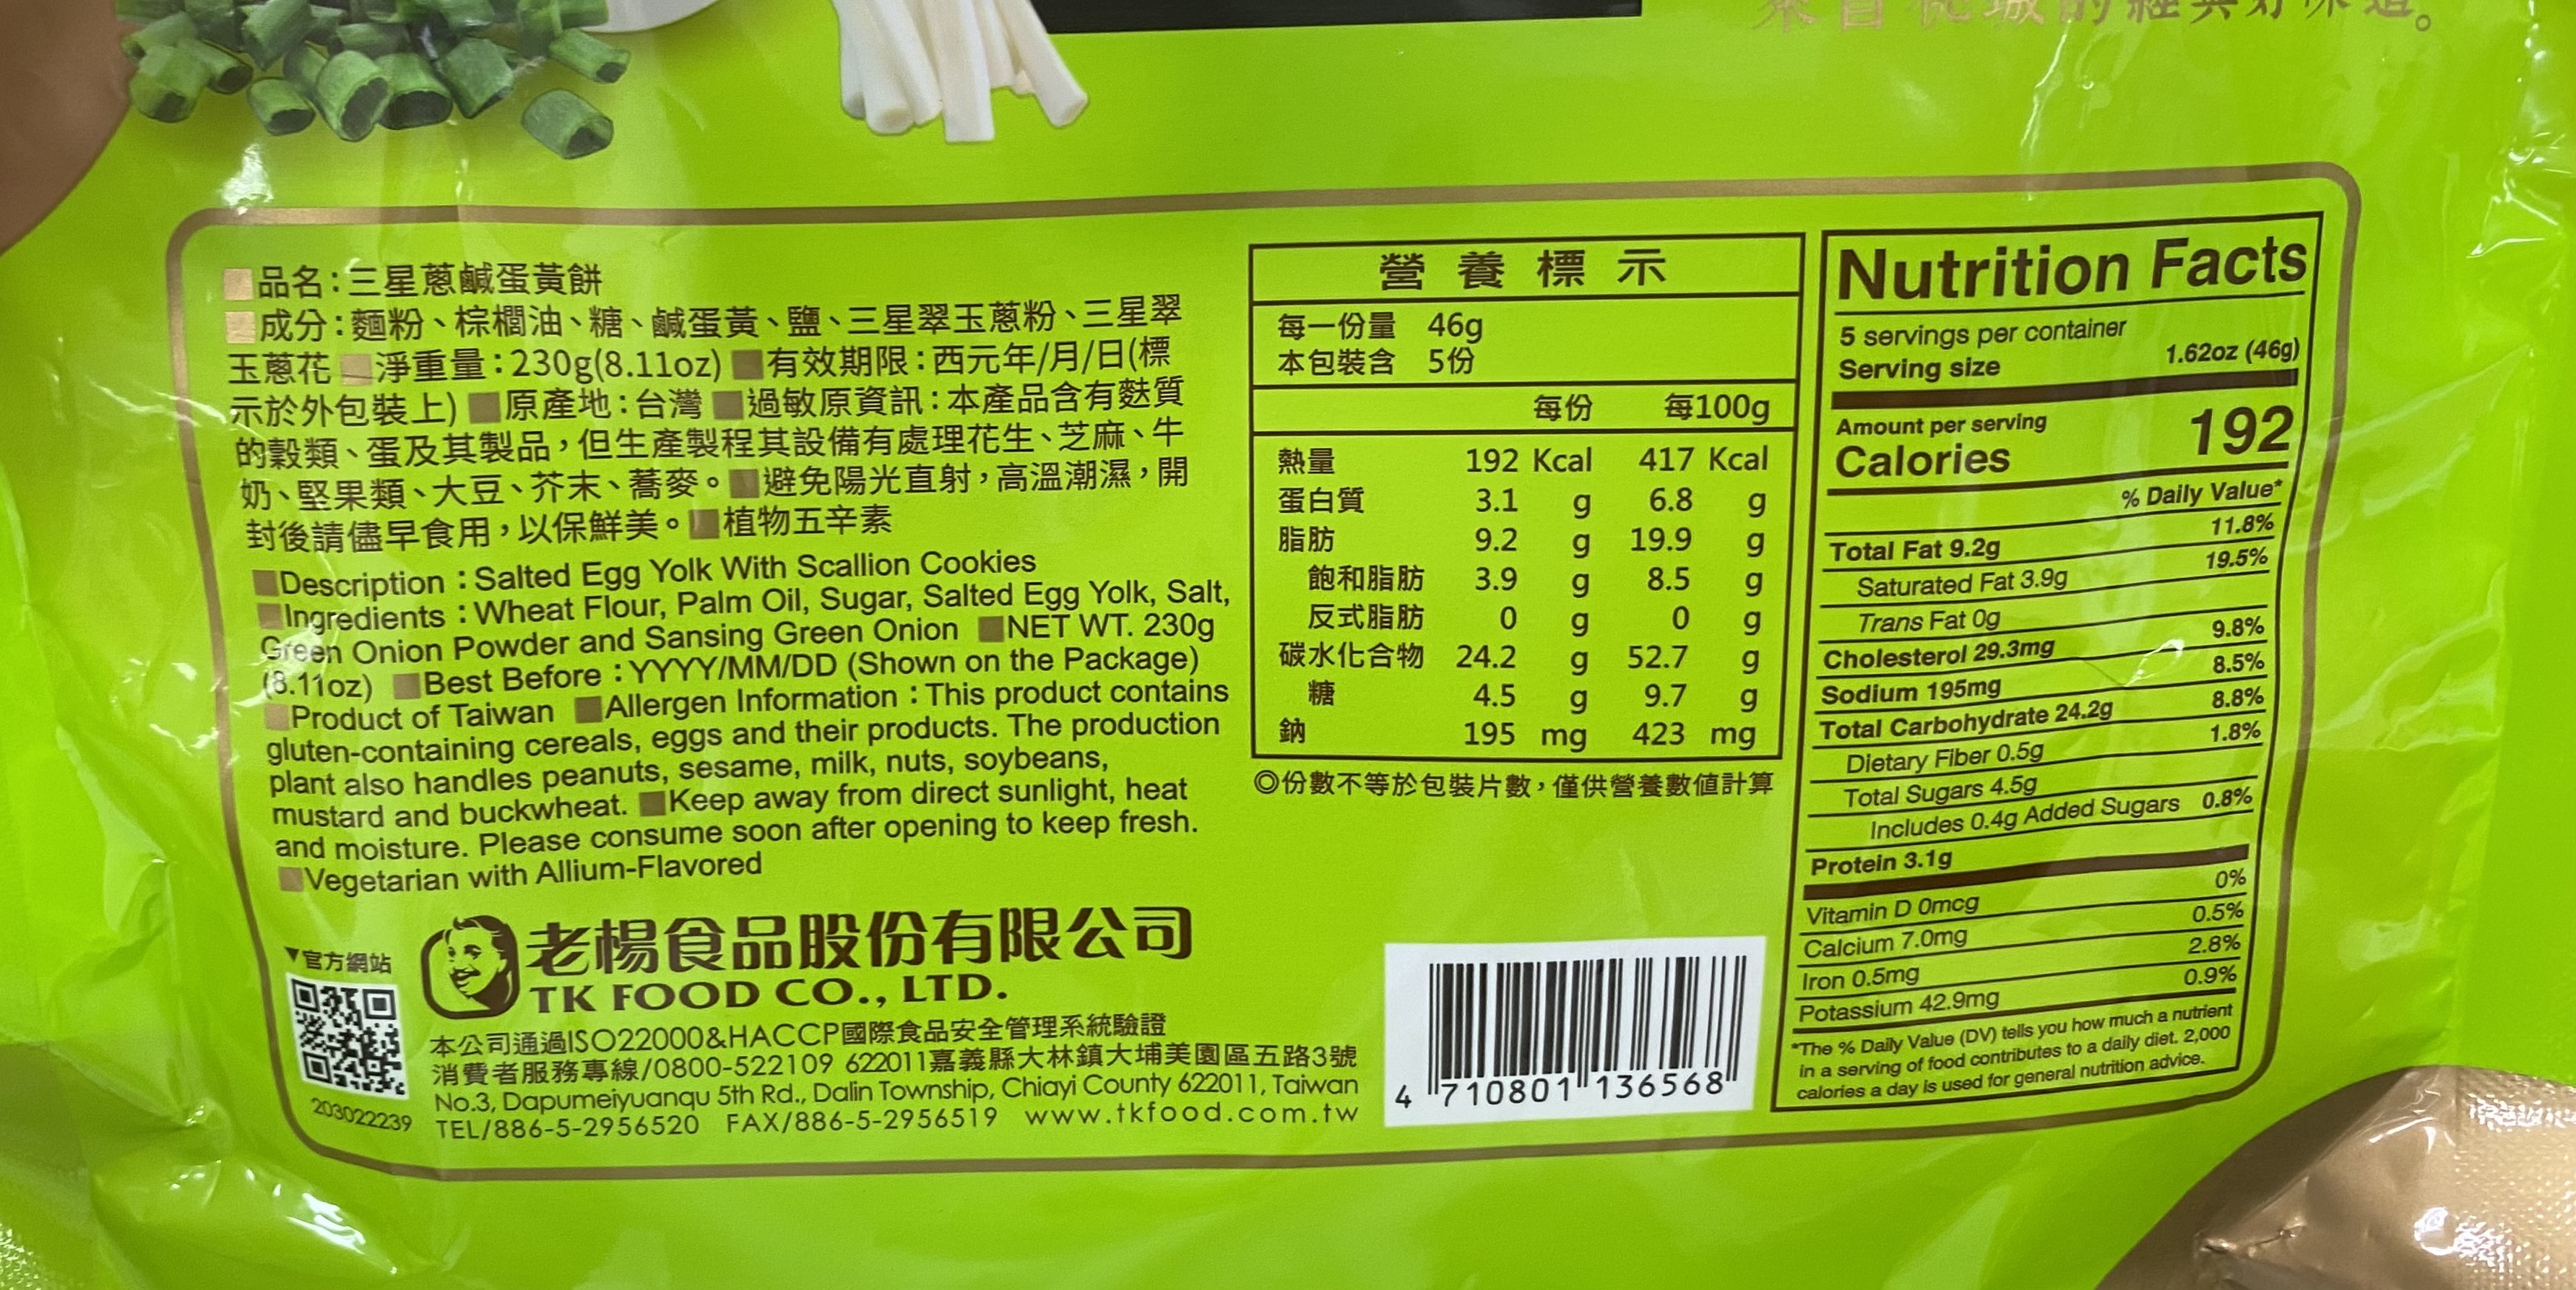 來自
城的經典好味道。
品名：三星蔥鹹蛋黃餅
成分：麵粉、棕櫚油、糖、鹹蛋黃、鹽、三星翠玉蔥粉、三星翠
玉蔥花 淨重量：230g(8.11oz) 有效期限：西元年/月/日(標
示於外包裝上) 原產地：台灣 過敏原資訊：本產品含有麩質
的穀類、蛋及其製品，但生產製程其設備有處理花生、芝麻、牛
奶、堅果類、大豆、芥末、蕎麥。避免陽光直射，高溫潮濕，開
封後請儘早食用，以保鮮美。植物五辛素
Description：Salted Egg Yolk With Scallion Cookies
Ingredients：Wheat Flour, Palm Oil, Sugar, Salted Egg Yolk, Salt,
Green Onion Powder and Sansing Green Onion NET WT. 230g
(8.11oz) Best Before：YYYY/MM/DD (Shown on the Package)
Product of Taiwan Allergen Information：This product contains
gluten-containing cereals, eggs and their products. The production
plant also handles peanuts, sesame, milk, nuts, soybeans,
mustard and buckwheat. Keep away from direct sunlight, heat
and moisture. Please consume soon after opening to keep fresh.
Vegetarian with Allium-Flavored
▼官方網站
203022239
老楊食品股份有限公司
TK FOOD CO., LTD.
本公司通過ISO22000&HACCP國際食品安全管理系統驗證
消費者服務專線/0800-522109 622011嘉義縣大林鎮大埔美園區五路3號
No.3, Dapumeiyuanqu 5th Rd., Dalin Township, Chiayi County 622011, Taiwan
TEL/886-5-2956520 FAX/886-5-2956519 www.tkfood.com.tw
營養標示
每一份量 46g
本包裝含 5份
每份 每100g
熱量 192 Kcal 417 Kcal
蛋白質 3.1 g 6.8 g
脂肪 9.2 g 19.9 g
飽和脂肪 3.9 g 8.5 g
反式脂肪 0 g 0 g
碳水化合物 24.2 g 52.7 g
糖 4.5 g 9.7 g
鈉 195 mg 423 mg
◎份數不等於包裝片數，僅供營養數值計算
4 710801 136568
Nutrition Facts
5 servings per container
Serving size 1.62oz (46g)
Amount per serving
Calories 192
% Daily Value*
Total Fat 9.2g 11.8%
Saturated Fat 3.9g 19.5%
Trans Fat 0g
Cholesterol 29.3mg 9.8%
Sodium 195mg 8.5%
Total Carbohydrate 24.2g 8.8%
Dietary Fiber 0.5g 1.8%
Total Sugars 4.5g
Includes 0.4g Added Sugars 0.8%
Protein 3.1g
Vitamin D 0mcg 0%
Calcium 7.0mg 0.5%
Iron 0.5mg 2.8%
Potassium 42.9mg 0.9%
*The % Daily Value (DV) tells you how much a nutrient
in a serving of food contributes to a daily diet. 2,000
calories a day is used for general nutrition advice.